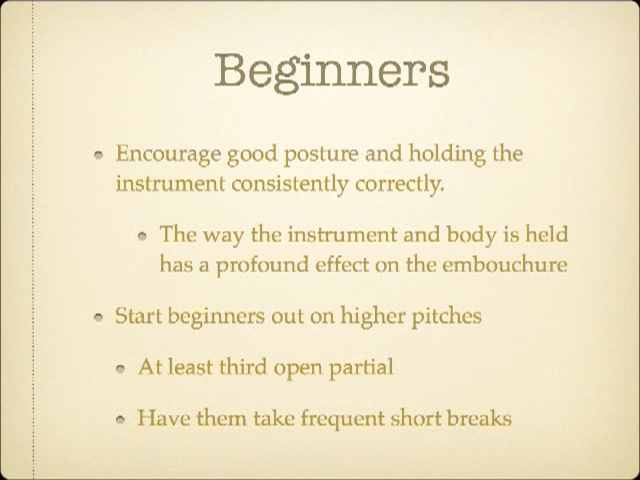 Beginners
Encourage good posture and holding the
instrument consistently correctly.
The way the instrument and body is held
has a profound effect on the embouchure
Start beginners out on higher pitches
At least third open partial
Have them take frequent short breaks